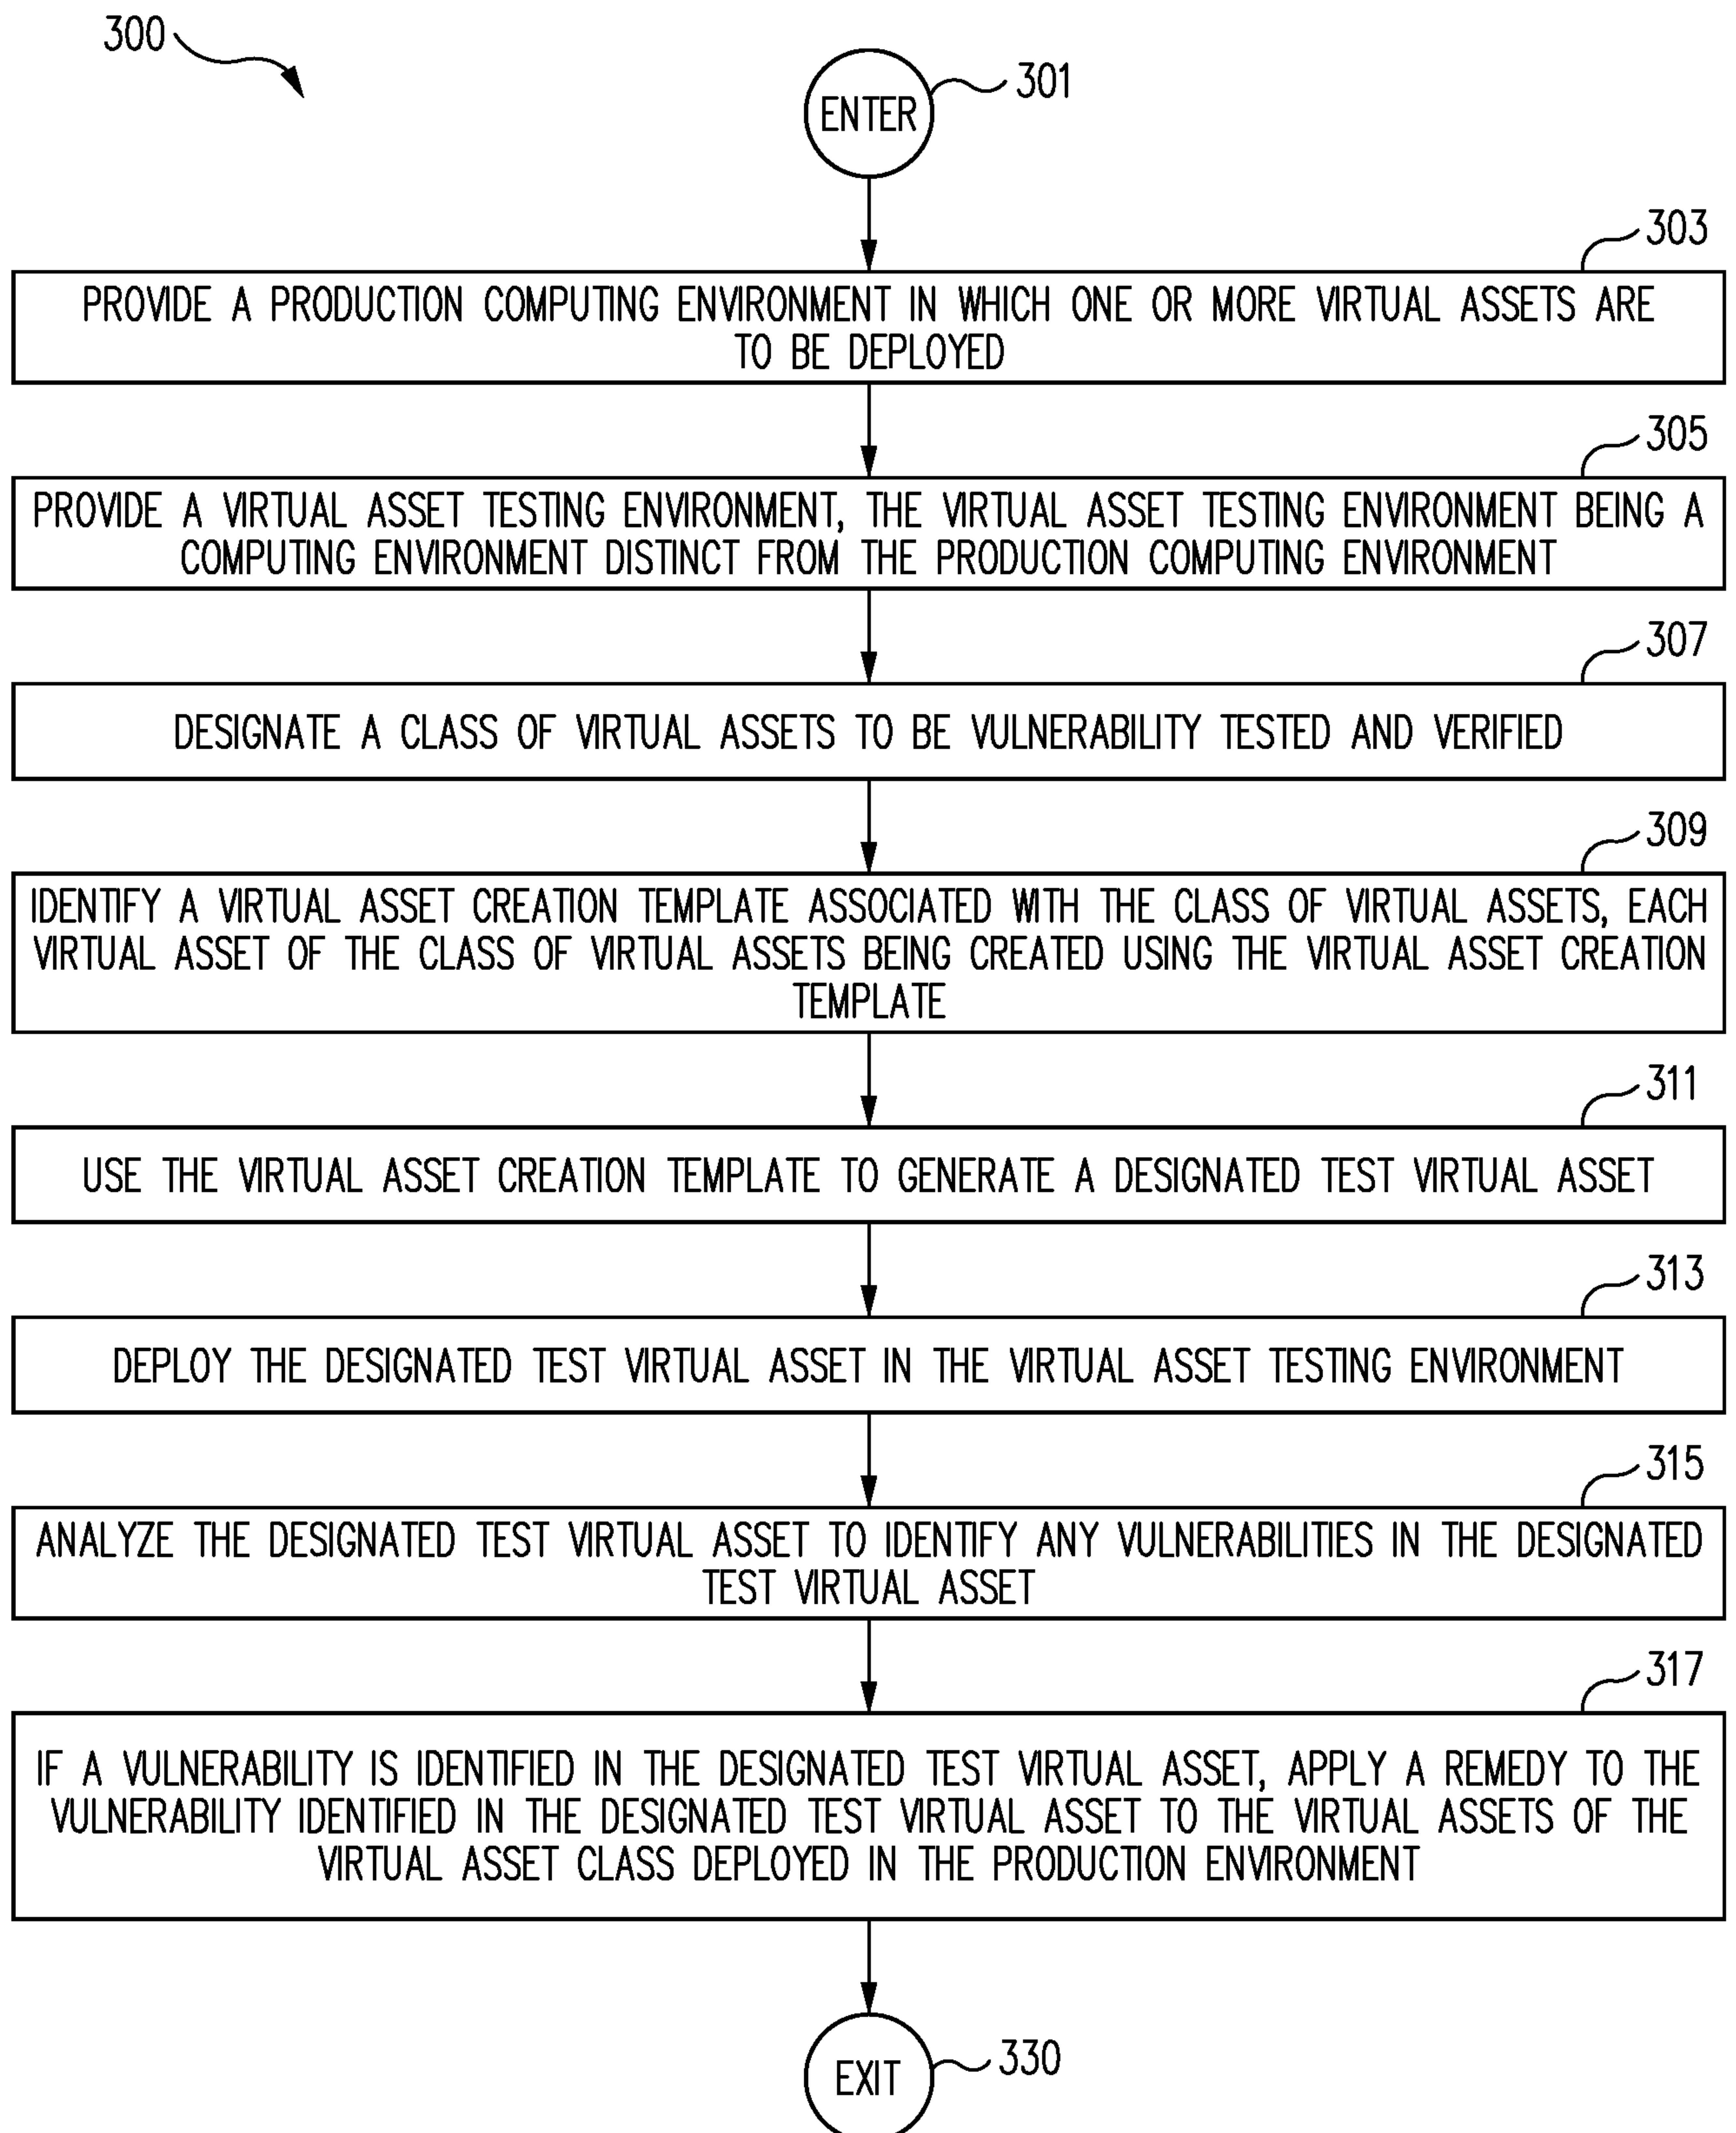 300
ENTER
301
303
PROVIDE A PRODUCTION COMPUTING ENVIRONMENT IN WHICH ONE OR MORE VIRTUAL ASSETS ARE
TO BE DEPLOYED
305
PROVIDE A VIRTUAL ASSET TESTING ENVIRONMENT, THE VIRTUAL ASSET TESTING ENVIRONMENT BEING A
COMPUTING ENVIRONMENT DISTINCT FROM THE PRODUCTION COMPUTING ENVIRONMENT
307
DESIGNATE A CLASS OF VIRTUAL ASSETS TO BE VULNERABILITY TESTED AND VERIFIED
309
IDENTIFY A VIRTUAL ASSET CREATION TEMPLATE ASSOCIATED WITH THE CLASS OF VIRTUAL ASSETS, EACH
VIRTUAL ASSET OF THE CLASS OF VIRTUAL ASSETS BEING CREATED USING THE VIRTUAL ASSET CREATION
TEMPLATE
311
USE THE VIRTUAL ASSET CREATION TEMPLATE TO GENERATE A DESIGNATED TEST VIRTUAL ASSET
313
DEPLOY THE DESIGNATED TEST VIRTUAL ASSET IN THE VIRTUAL ASSET TESTING ENVIRONMENT
315
ANALYZE THE DESIGNATED TEST VIRTUAL ASSET TO IDENTIFY ANY VULNERABILITIES IN THE DESIGNATED
TEST VIRTUAL ASSET
317
IF A VULNERABILITY IS IDENTIFIED IN THE DESIGNATED TEST VIRTUAL ASSET, APPLY A REMEDY TO THE
VULNERABILITY IDENTIFIED IN THE DESIGNATED TEST VIRTUAL ASSET TO THE VIRTUAL ASSETS OF THE
VIRTUAL ASSET CLASS DEPLOYED IN THE PRODUCTION ENVIRONMENT
EXIT
330